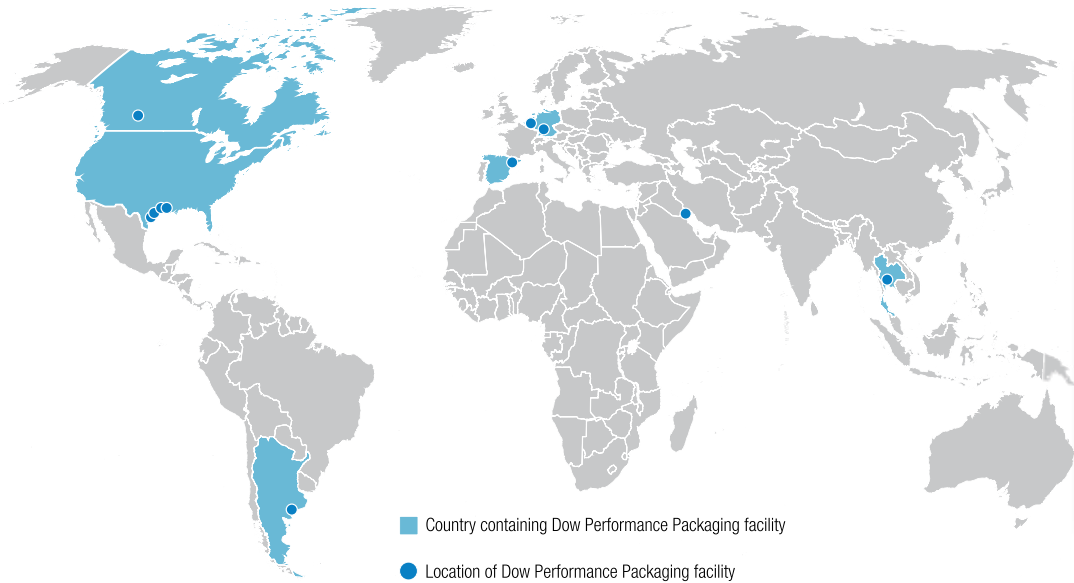 Country containing Dow Performance Packaging facility
Location of Dow Performance Packaging facility